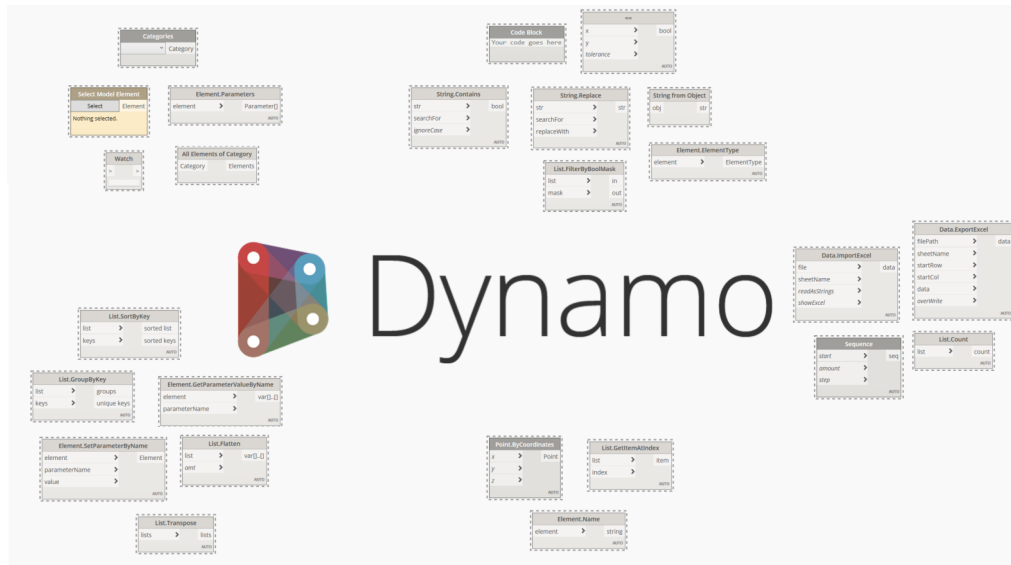 Categories
Category
Select Model Element
Select Element
Nothing selected.
Element.Parameters
element > Parameter[]
AUTO
Watch
> >
All Elements of Category
Category Elements
Code Block
Your code goes here
==
x > bool
y >
tolerance >
AUTO
String.Contains
str > bool
searchFor >
ignoreCase >
AUTO
String.Replace
str > str
searchFor >
replaceWith >
AUTO
String from Object
obj str
Element.ElementType
element > ElementType
AUTO
List.FilterByBoolMask
list > in
mask > out
AUTO
Dynamo
Data.ImportExcel
file > data
sheetName >
readAsStrings >
showExcel >
AUTO
Data.ExportExcel
filePath > data
sheetName >
startRow >
startCol >
data >
overWrite >
AUTO
Sequence
start > seq
amount >
step >
AUTO
List.Count
list > count
AUTO
List.SortByKey
list > sorted list
keys > sorted keys
AUTO
List.GroupByKey
list > groups
keys > unique keys
AUTO
Element.GetParameterValueByName
element > var[]..[]
parameterName >
AUTO
Element.SetParameterByName
element > Element
parameterName >
value >
AUTO
List.Flatten
list > var[]..[]
amt >
AUTO
List.Transpose
lists > lists
AUTO
Point.ByCoordinates
x > Point
y >
z >
AUTO
List.GetItemAtIndex
list > item
index >
AUTO
Element.Name
element > string
AUTO